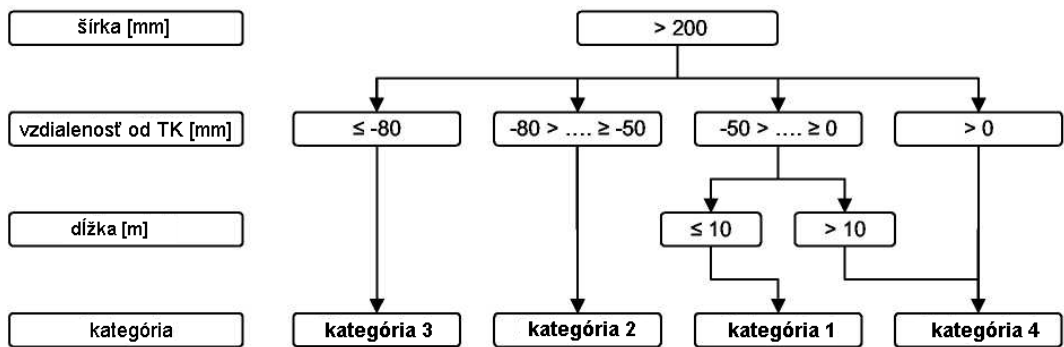 šírka [mm]
> 200
vzdialenosť od TK [mm]
≤ -80
-80 > .... ≥ -50
-50 > .... ≥ 0
> 0
dĺžka [m]
≤ 10
> 10
kategória
kategória 3
kategória 2
kategória 1
kategória 4